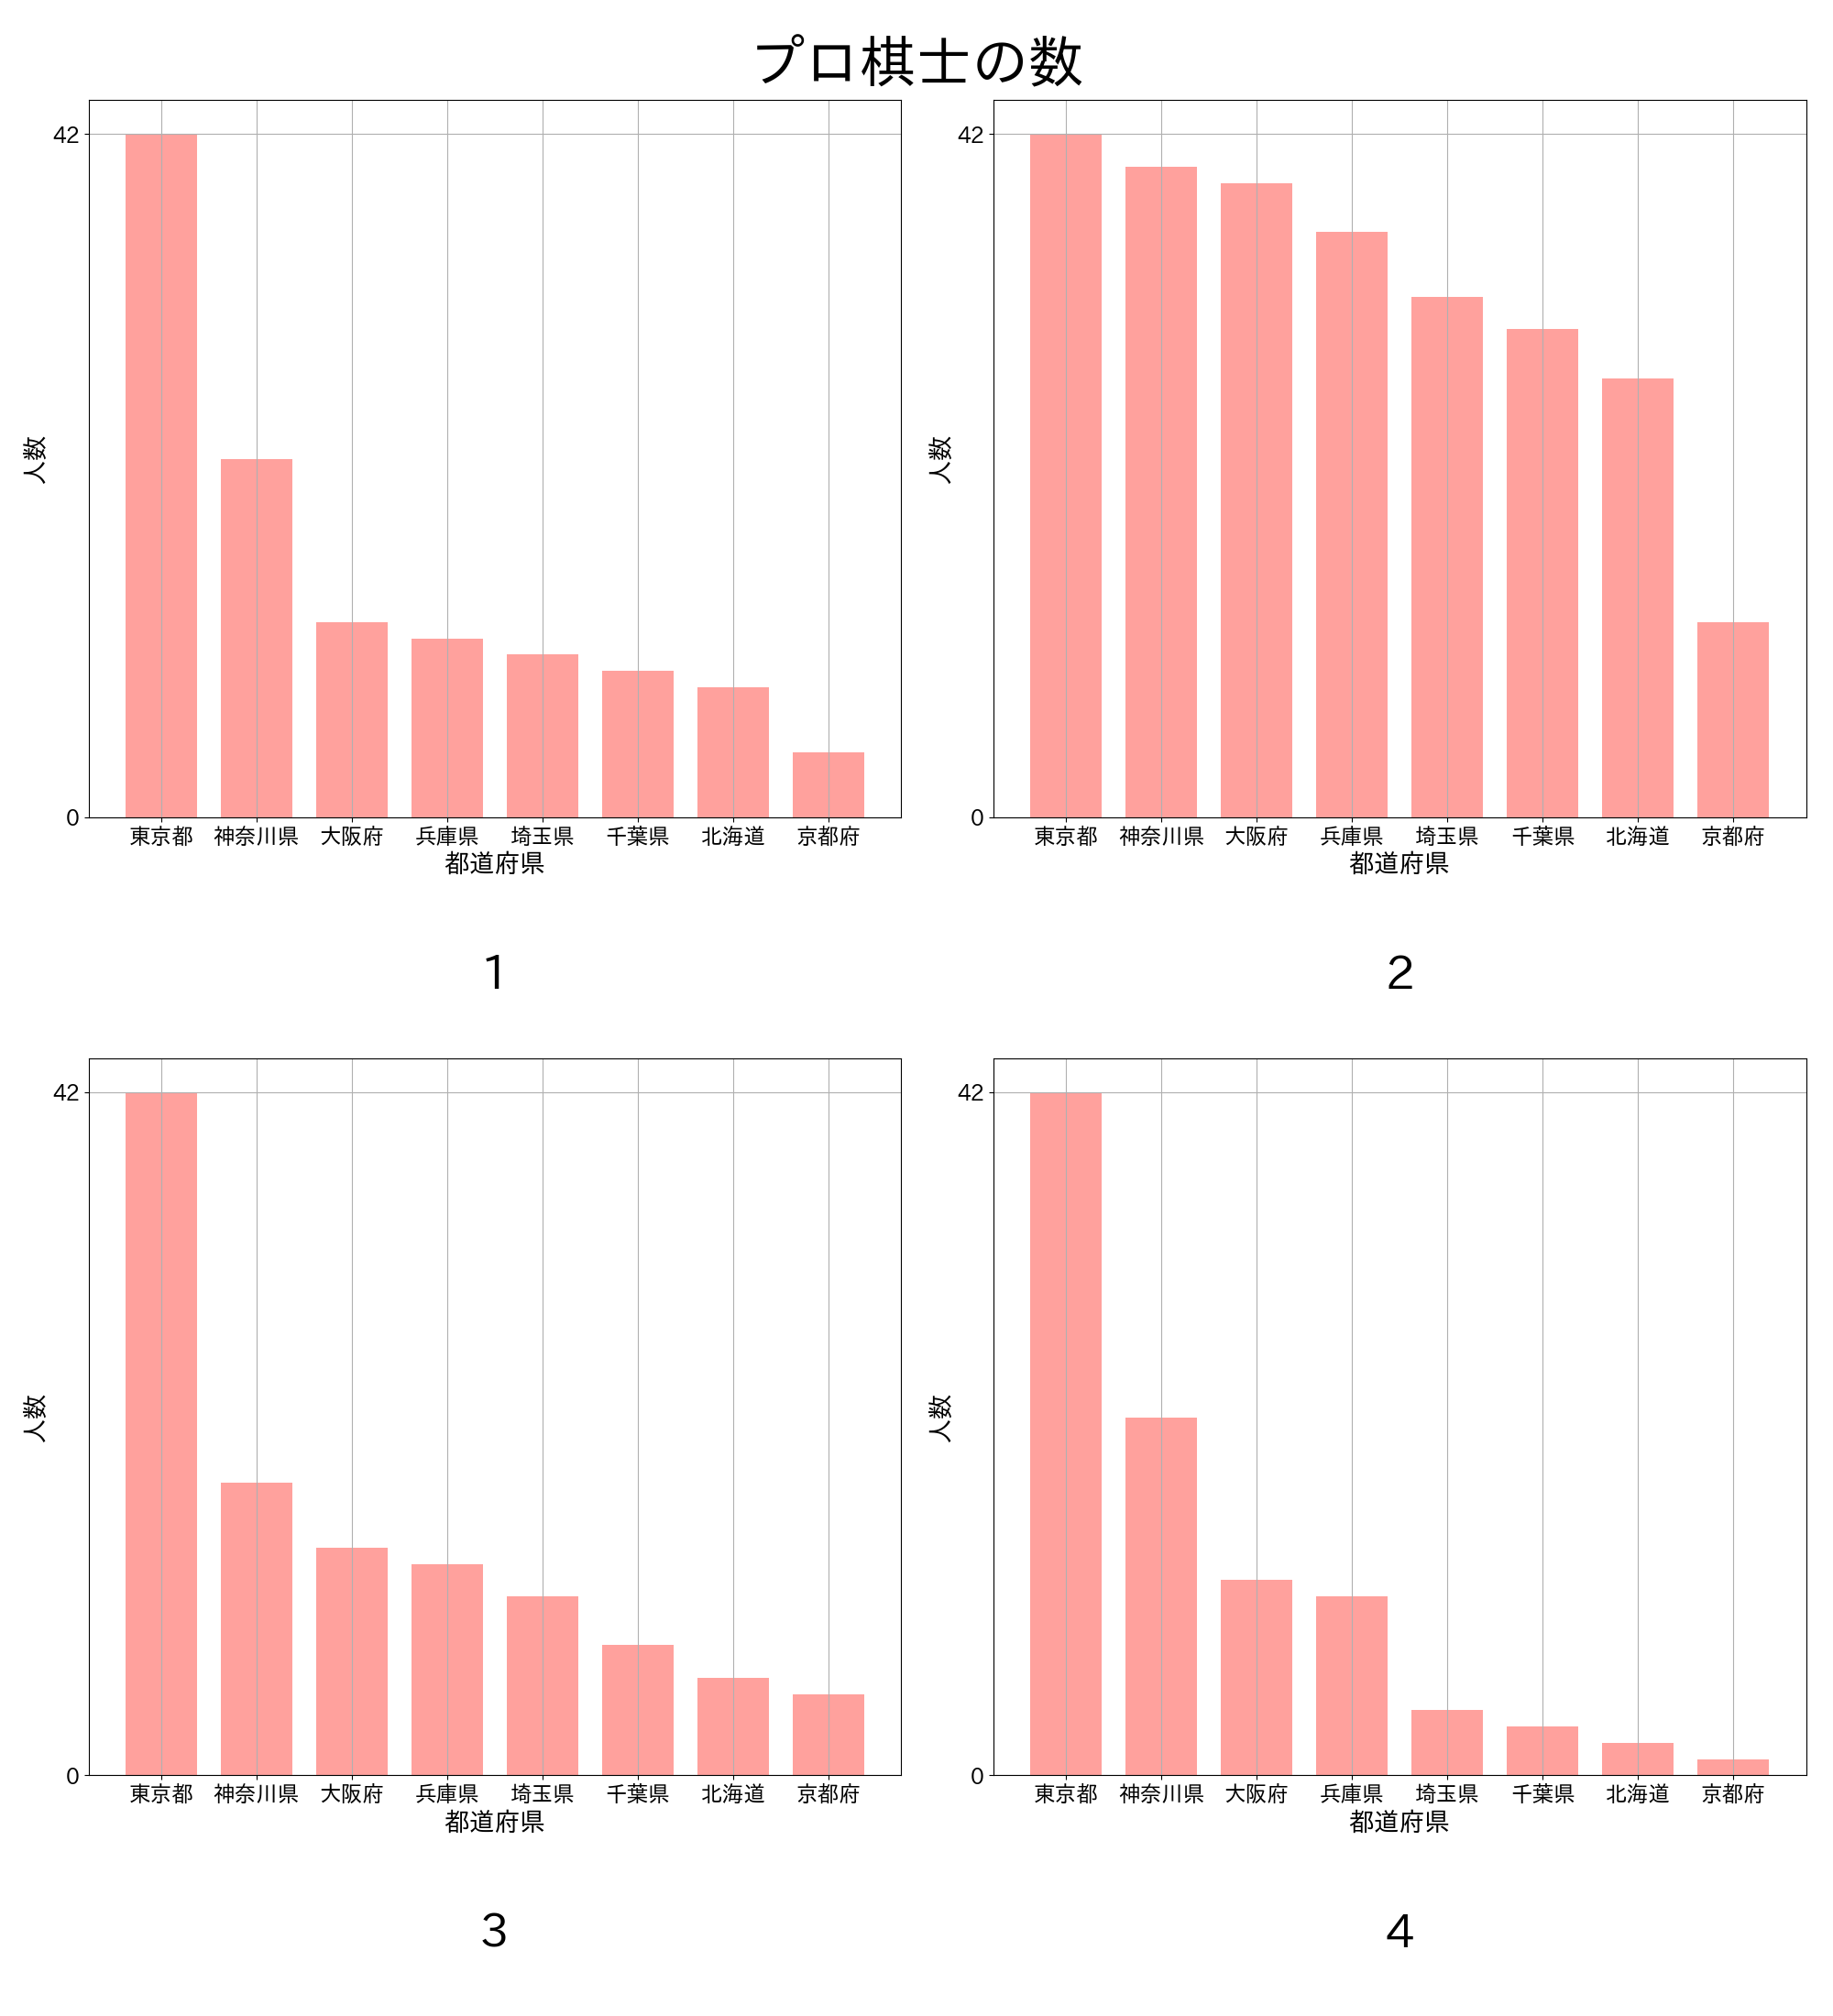 プロ棋士の数
42
0
人数
東京都 神奈川県 大阪府 兵庫県 埼玉県 千葉県 北海道 京都府
都道府県
1
42
0
人数
東京都 神奈川県 大阪府 兵庫県 埼玉県 千葉県 北海道 京都府
都道府県
2
42
0
人数
東京都 神奈川県 大阪府 兵庫県 埼玉県 千葉県 北海道 京都府
都道府県
3
42
0
人数
東京都 神奈川県 大阪府 兵庫県 埼玉県 千葉県 北海道 京都府
都道府県
4